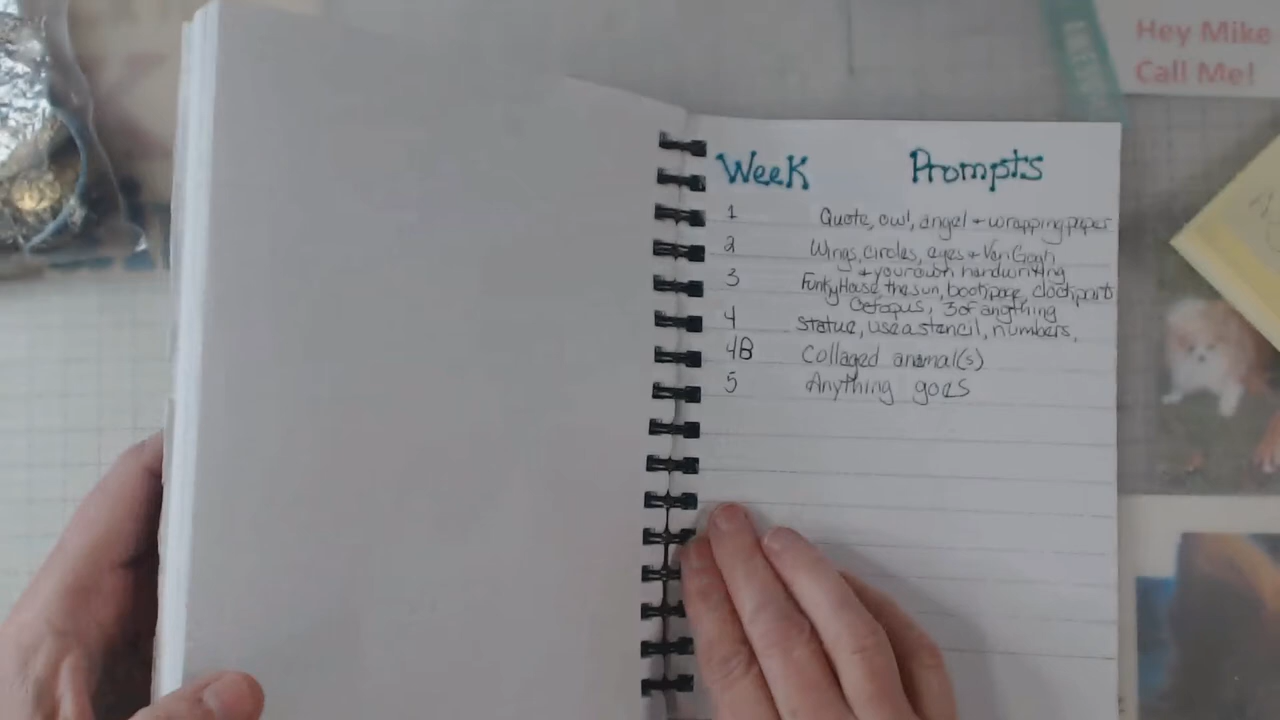 Hey Mike
Call Me!
Week Prompts
1 Quote, owl, angel + wrapping paper
2 Wings, circles, eyes + Van Gogh
+ your own handwriting
3 Funky House, the sun, book page, clock parts
Octopus, 3 of anything
4 statue, use a stencil, numbers,
4B Collaged animal(s)
5 Anything goes